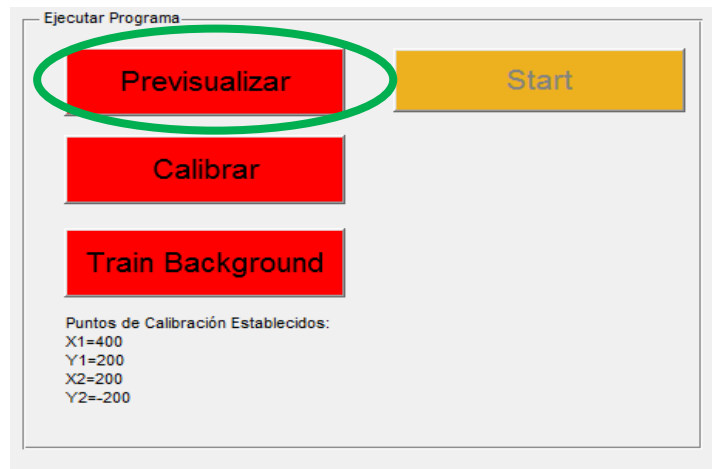 Ejecutar Programa
Previsualizar
Start
Calibrar
Train Background
Puntos de Calibración Establecidos:
X1=400
Y1=200
X2=200
Y2=-200